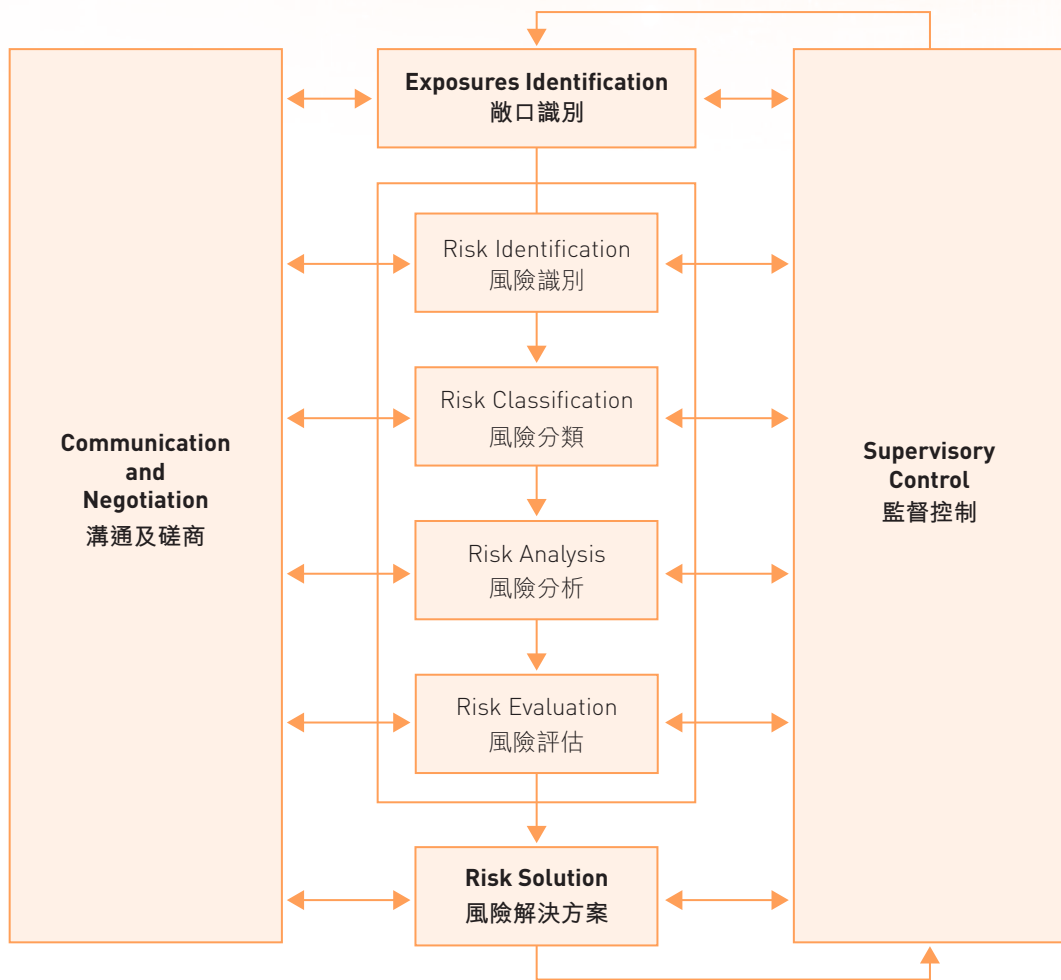 Exposures Identification
敞口識別
Risk Identification
風險識別
Risk Classification
風險分類
Communication
and
Negotiation
溝通及磋商
Supervisory
Control
監督控制
Risk Analysis
風險分析
Risk Evaluation
風險評估
Risk Solution
風險解決方案